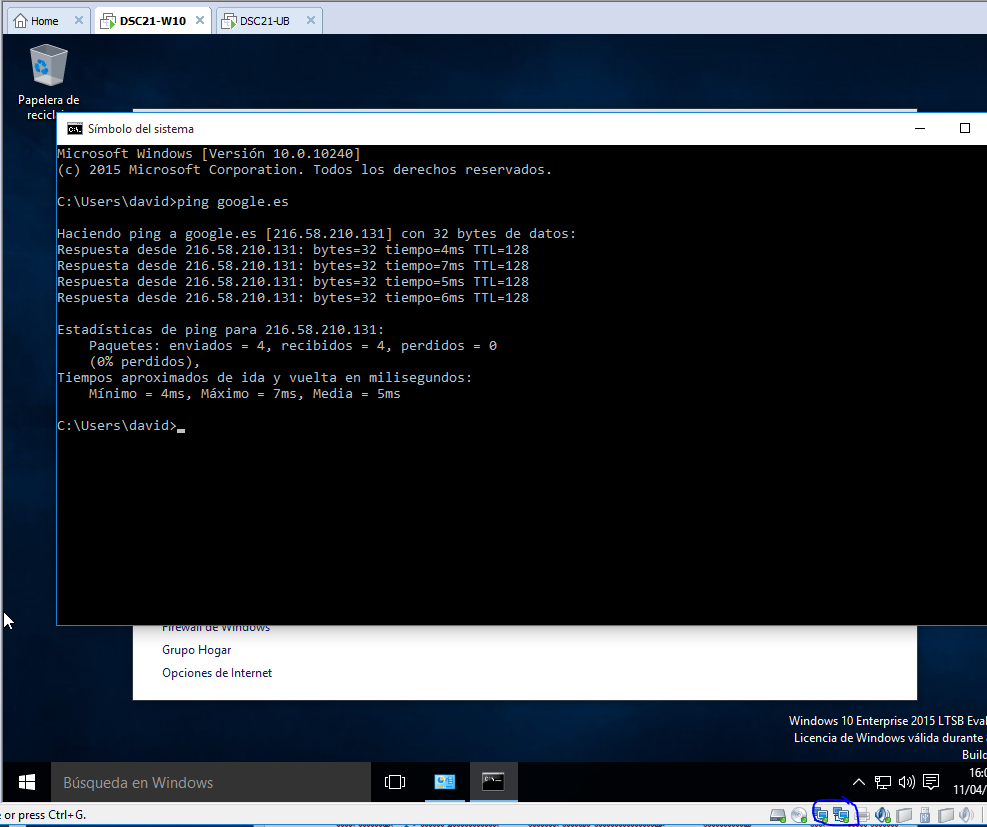 Home
DSC21-W10
DSC21-UB
Papelera de
Símbolo del sistema
Microsoft Windows [Versión 10.0.10240]
(c) 2015 Microsoft Corporation. Todos los derechos reservados.
C:\Users\david>ping google.es
Haciendo ping a google.es [216.58.210.131] con 32 bytes de datos:
Respuesta desde 216.58.210.131: bytes=32 tiempo=4ms TTL=128
Respuesta desde 216.58.210.131: bytes=32 tiempo=7ms TTL=128
Respuesta desde 216.58.210.131: bytes=32 tiempo=5ms TTL=128
Respuesta desde 216.58.210.131: bytes=32 tiempo=6ms TTL=128
Estadísticas de ping para 216.58.210.131:
Paquetes: enviados = 4, recibidos = 4, perdidos = 0
(0% perdidos),
Tiempos aproximados de ida y vuelta en milisegundos:
Mínimo = 4ms, Máximo = 7ms, Media = 5ms
C:\Users\david>
Firewall de Windows
Grupo Hogar
Opciones de Internet
Windows 10 Enterprise 2015 LTSB Eval
Licencia de Windows válida durante
Build
Búsqueda en Windows
16:0
11/04/
or press Ctrl+G.